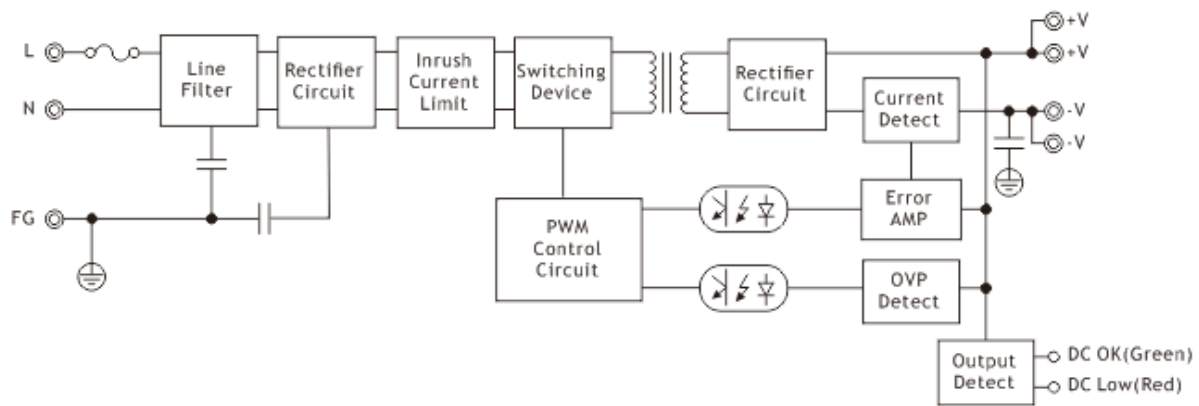 +V
L
+V
Line
Filter
Rectifier
Circuit
Inrush
Current
Limit
Switching
Device
Rectifier
Circuit
Current
Detect
N
-V
-V
FG
PWM
Control
Circuit
Error
AMP
OVP
Detect
Output
Detect
DC OK(Green)
DC Low(Red)